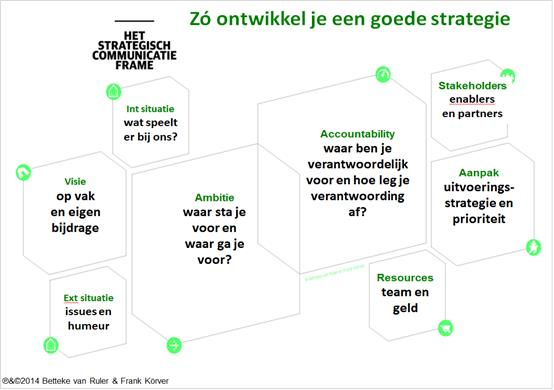 Zó ontwikkel je een goede strategie
HET
STRATEGISCH
COMMUNICATIE
FRAME
Int situatie
wat speelt
er bij ons?
Visie
op vak
en eigen
bijdrage
Ext situatie
issues en
humeur
Ambitie
waar sta je
voor en
waar ga je
voor?
Accountability
waar ben je
verantwoordelijk
voor en hoe leg je
verantwoording
af?
Stakeholders
enablers
en partners
Aanpak
uitvoerings-
strategie en
prioriteit
Resources
team en
geld
®&©2014 Betteke van Ruler & Frank Körver